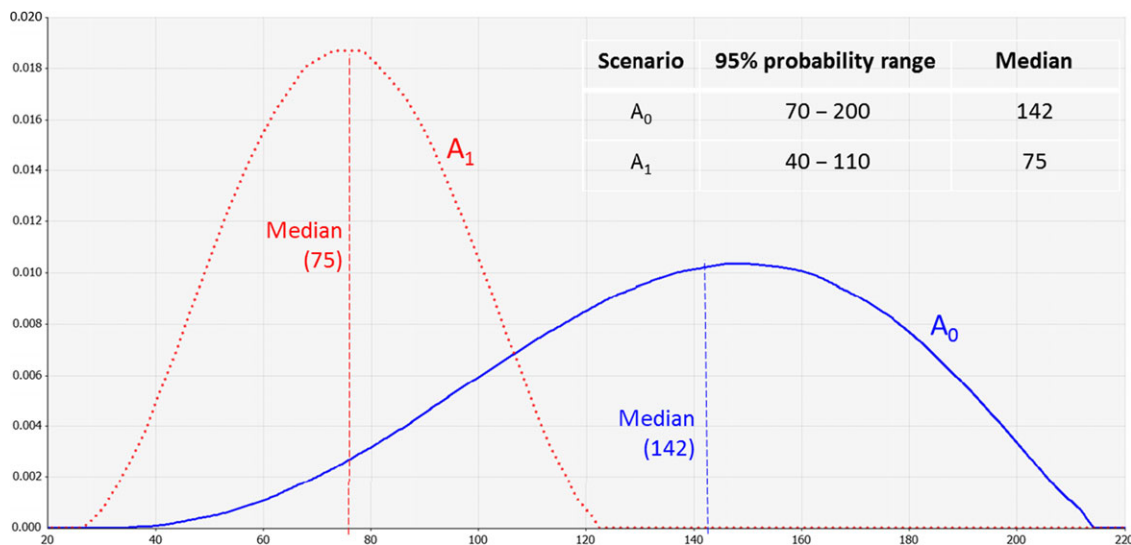 0.020
0.018
0.016
0.014
0.012
0.010
0.008
0.006
0.004
0.002
0.000
20 40 60 80 100 120 140 160 180 200 220
Scenario 95% probability range Median
A₀ 70 – 200 142
A₁ 40 – 110 75
A₁
Median
(75)
A₀
Median
(142)